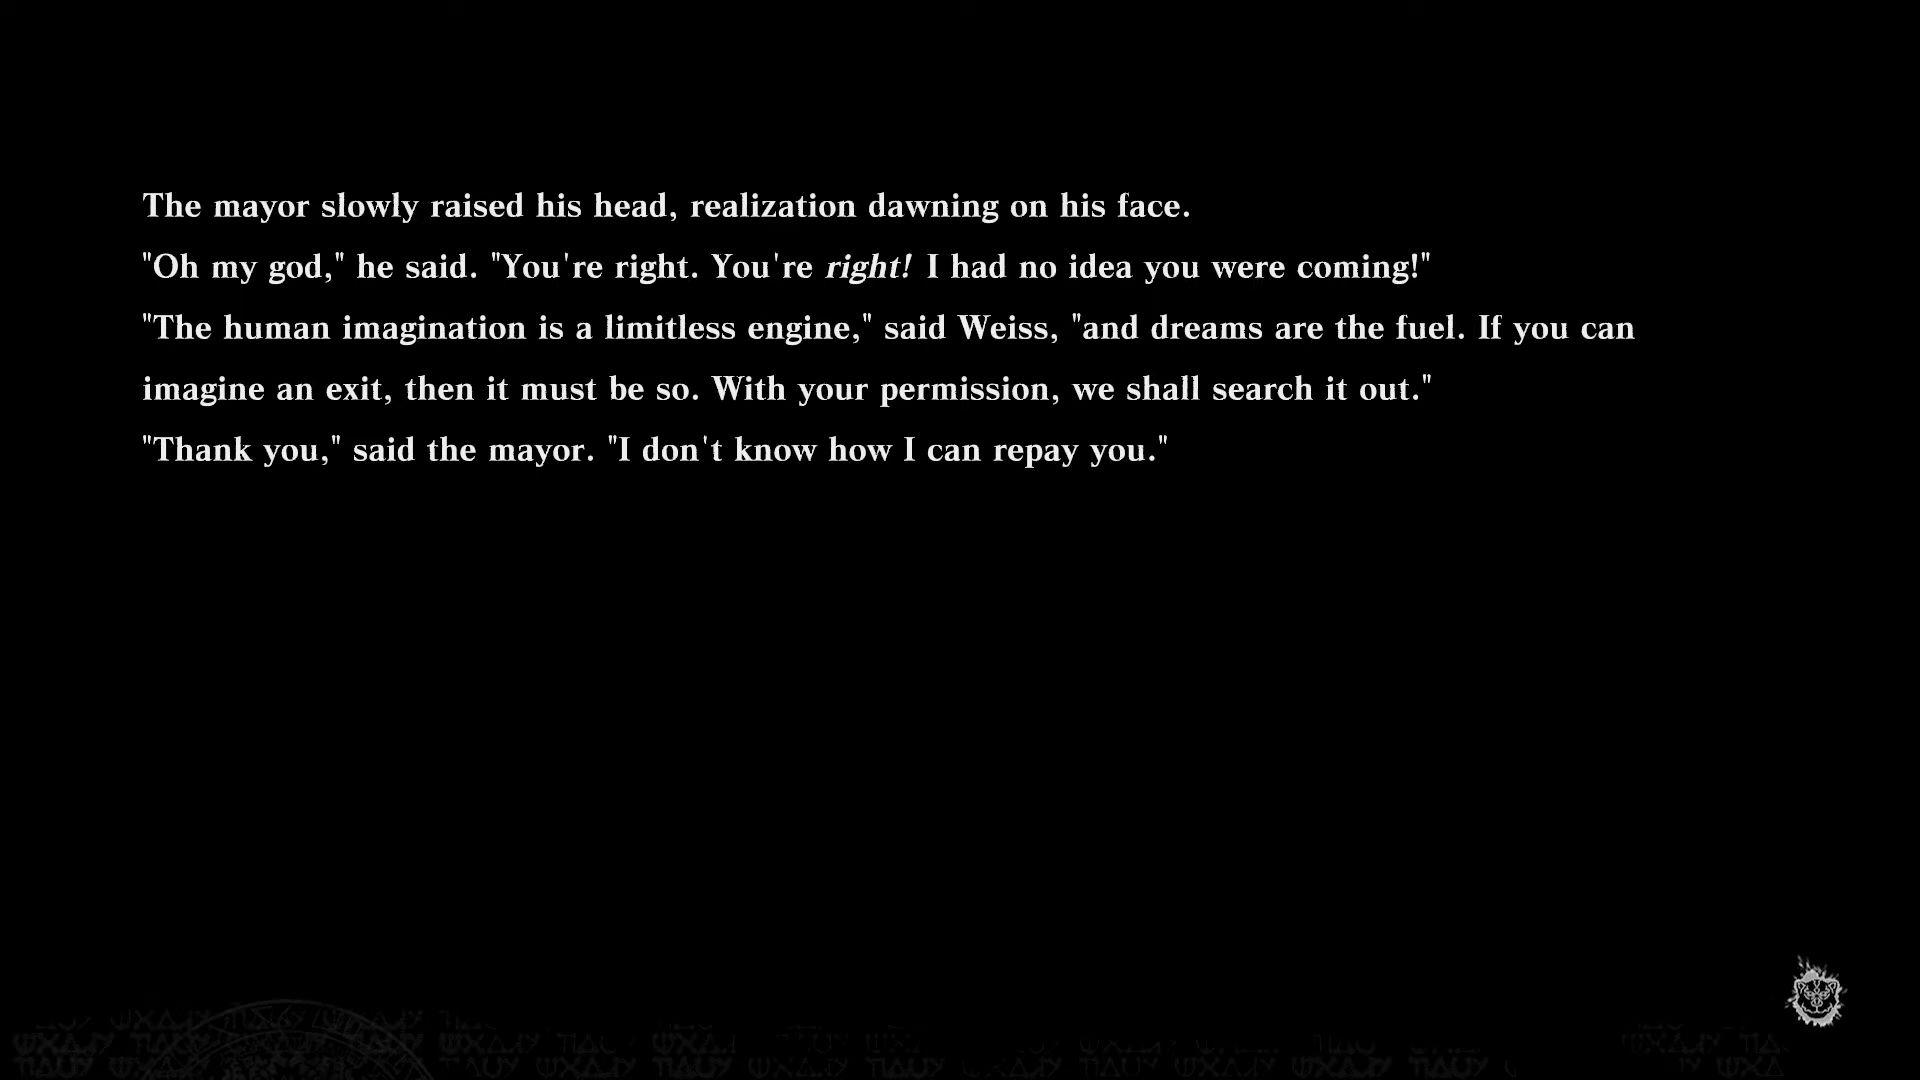 The mayor slowly raised his head, realization dawning on his face.
"Oh my god," he said. "You're right. You're right! I had no idea you were coming!"
"The human imagination is a limitless engine," said Weiss, "and dreams are the fuel. If you can
imagine an exit, then it must be so. With your permission, we shall search it out."
"Thank you," said the mayor. "I don't know how I can repay you."